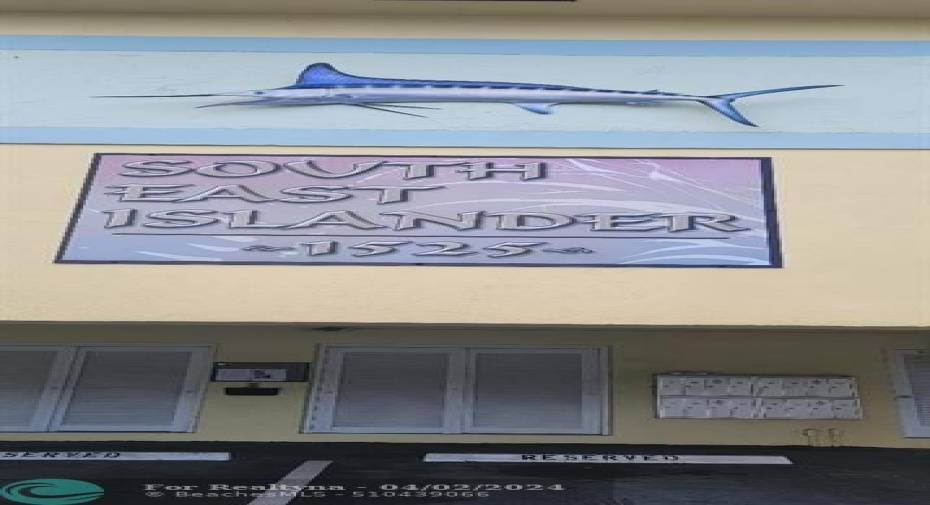 SOUTH
EAST
ISLANDER
~1525~
RESERVED
RESERVED
For Realtyna - 04/02/2024
© BeachesMLS - 510439066